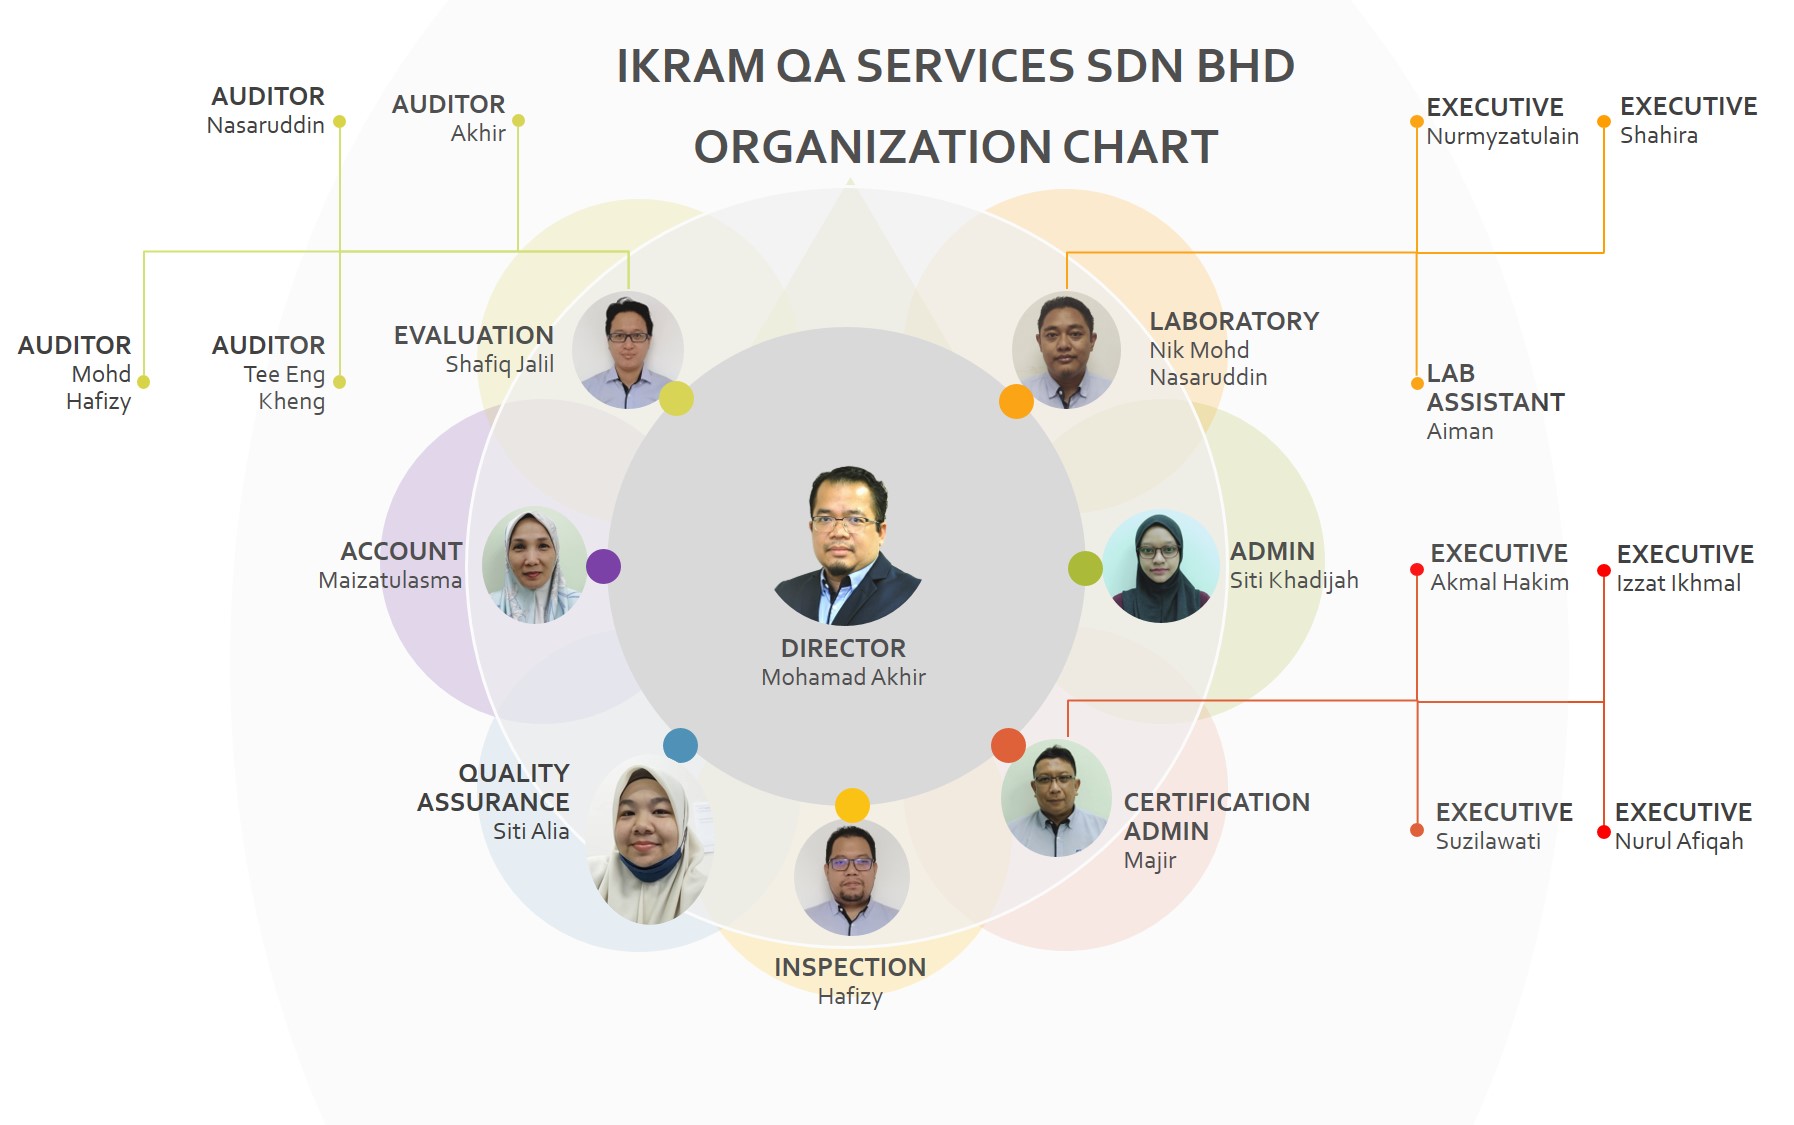 IKRAM QA SERVICES SDN BHD
ORGANIZATION CHART
AUDITOR
Nasaruddin
AUDITOR
Akhir
EXECUTIVE
Nurmyzatulain
EXECUTIVE
Shahira
AUDITOR
Mohd
Hafizy
AUDITOR
Tee Eng
Kheng
EVALUATION
Shafiq Jalil
LABORATORY
Nik Mohd
Nasaruddin
LAB
ASSISTANT
Aiman
ACCOUNT
Maizatulasma
DIRECTOR
Mohamad Akhir
ADMIN
Siti Khadijah
EXECUTIVE
Akmal Hakim
EXECUTIVE
Izzat Ikhmal
QUALITY
ASSURANCE
Siti Alia
INSPECTION
Hafizy
CERTIFICATION
ADMIN
Majir
EXECUTIVE
Suzilawati
EXECUTIVE
Nurul Afiqah